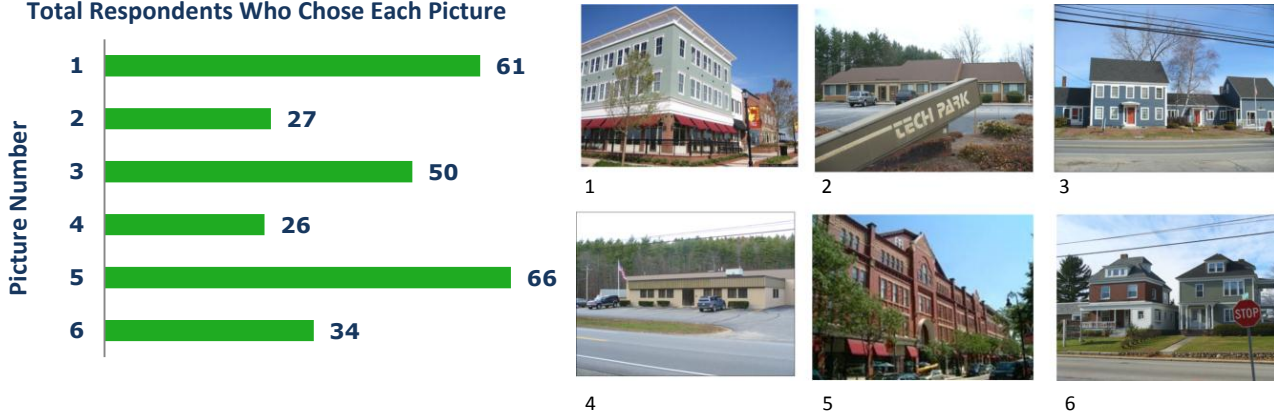 Total Respondents Who Chose Each Picture
Picture Number
1 61
2 27
3 50
4 26
5 66
6 34
TECH PARK
1 2 3
STOP
4 5 6